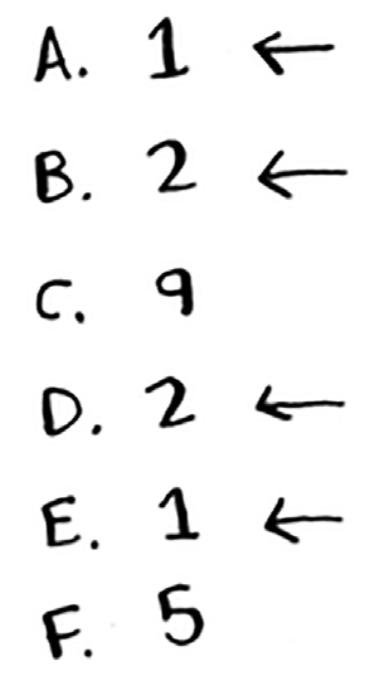 A. 1 ←
B. 2 ←
C. 9
D. 2 ←
E. 1 ←
F. 5